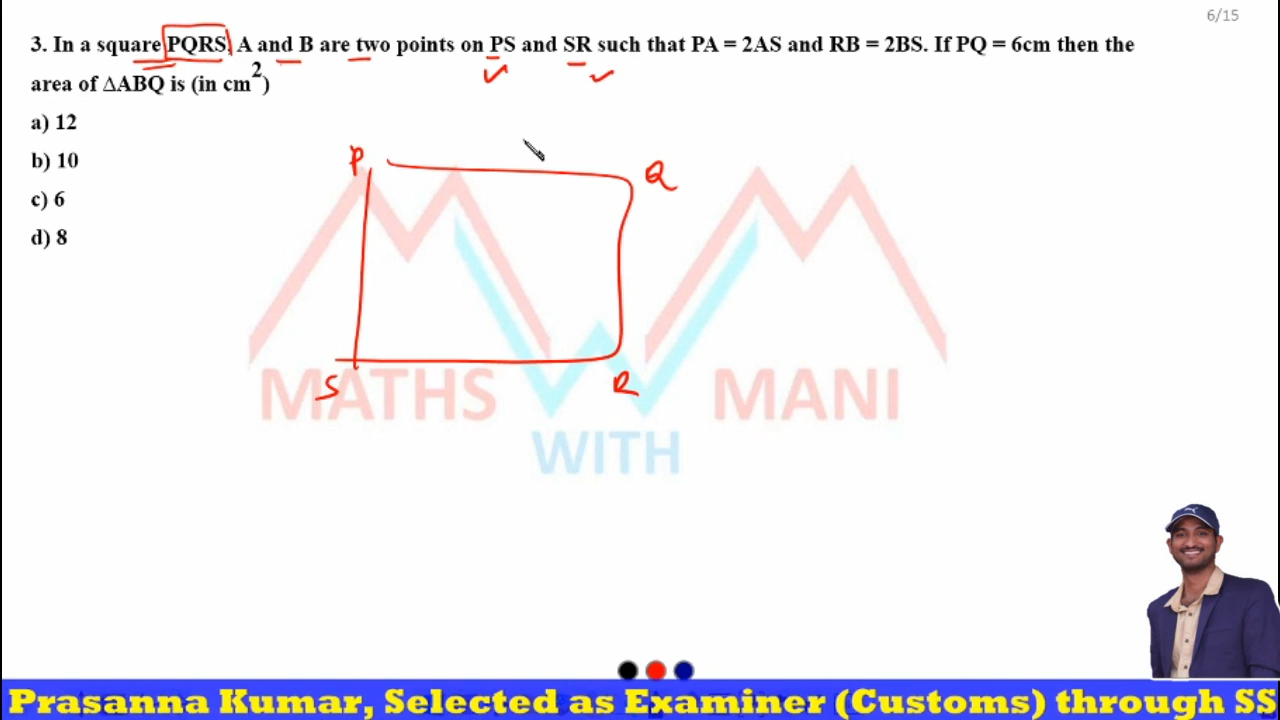 6/15
3. In a square PQRS, A and B are two points on PS and SR such that PA = 2AS and RB = 2BS. If PQ = 6cm then the
area of ∆ABQ is (in cm²)
a) 12
b) 10
c) 6
d) 8
P
Q
S
R
MATHS
WITH
MANI
Prasanna Kumar, Selected as Examiner (Customs) through SS